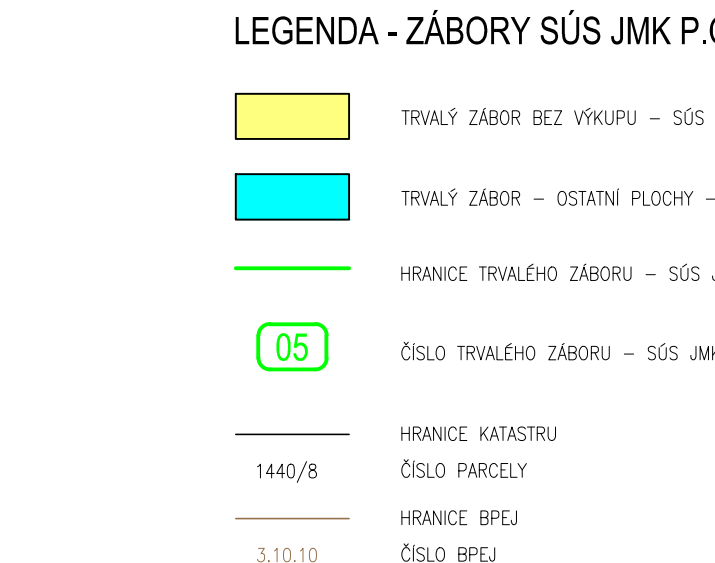 LEGENDA - ZÁBORY SÚS JMK
TRVALÝ ZÁBOR BEZ VÝKUPU – SÚS
TRVALÝ ZÁBOR – OSTATNÍ PLOCHY –
HRANICE TRVALÉHO ZÁBORU – SÚS
05 ČÍSLO TRVALÉHO ZÁBORU – SÚS
HRANICE KATASTRU
1440/8 ČÍSLO PARCELY
HRANICE BPEJ
3.10.10 ČÍSLO BPEJ